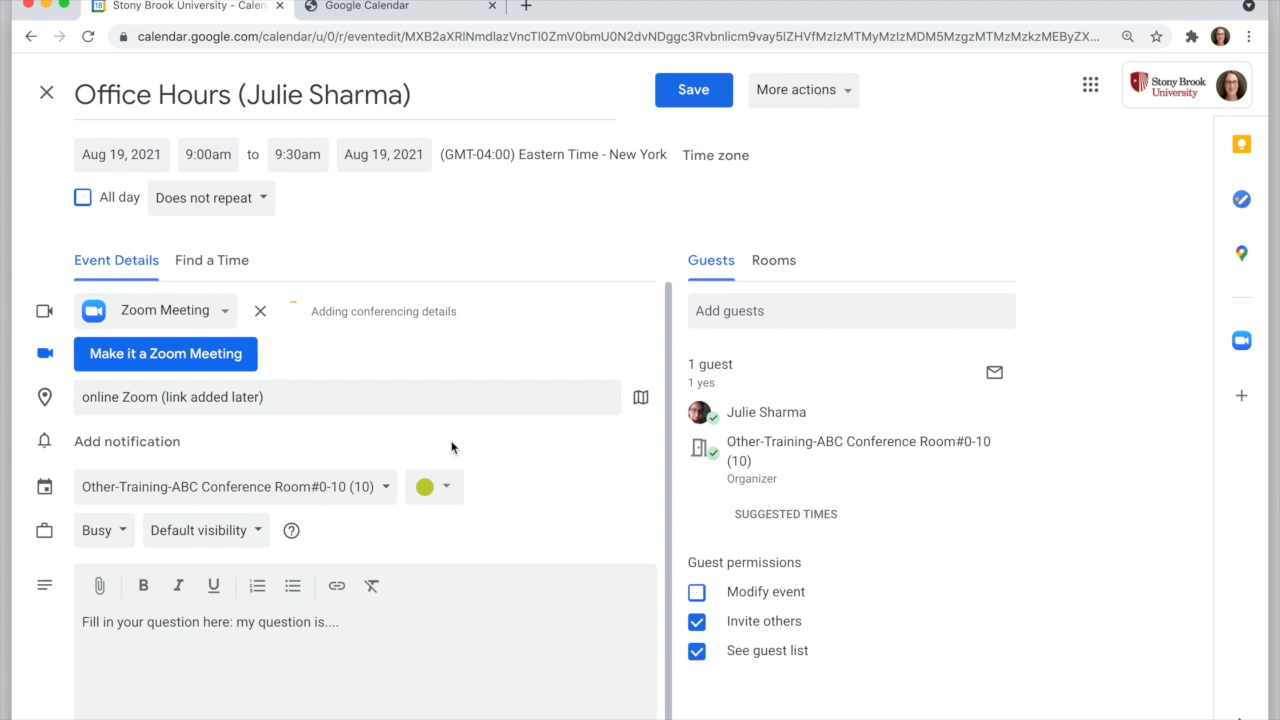 Stony Brook University - Calen
Google Calendar
calendar.google.com/calendar/u/0/r/eventedit/MXB2aXRlNmdIazVncTI0ZmV0bmU0N2dvNDggc3Rvbnlicm9vay5lZHVfMzIzMTMyMzIzMDM5MzgzMTMzMzkzMEByZX...
Office Hours (Julie Sharma)
Save
More actions
Stony Brook
University
Aug 19, 2021
9:00am
to
9:30am
Aug 19, 2021
(GMT-04:00) Eastern Time - New York
Time zone
All day
Does not repeat
Event Details
Find a Time
Guests
Rooms
Zoom Meeting
Adding conferencing details
Add guests
Make it a Zoom Meeting
1 guest
1 yes
online Zoom (link added later)
Julie Sharma
Add notification
Other-Training-ABC Conference Room#0-10
(10)
Organizer
Other-Training-ABC Conference Room#0-10 (10)
SUGGESTED TIMES
Busy
Default visibility
Guest permissions
Modify event
B I U
Fill in your question here: my question is....
Invite others
See guest list